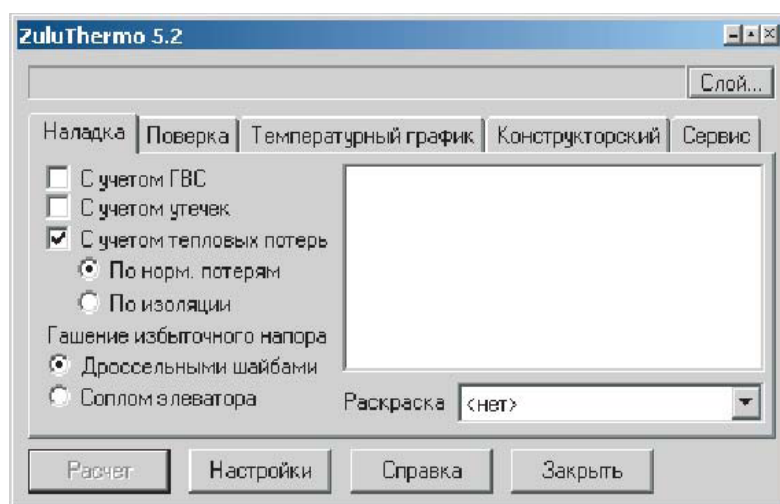 ZuluThermo 5.2
Слой...
Наладка Поверка Температурный график Конструкторский Сервис
С учетом ГВС
С учетом утечек
С учетом тепловых потерь
По норм. потерям
По изоляции
Гашение избыточного напора
Дроссельными шайбами
Соплом элеватора
Раскраска <нет>
Расчет Настройки Справка Закрыть